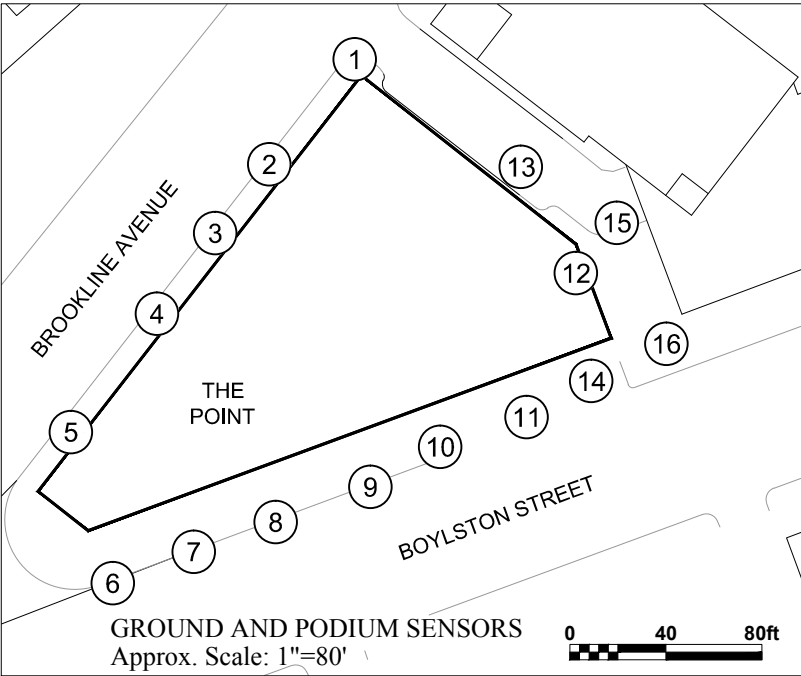 1
2
13
3
15
12
4
16
BROOKLINE AVENUE
14
THE
POINT
11
5
10
9
8
BOYLSTON STREET
7
6
GROUND AND PODIUM SENSORS
Approx. Scale: 1"=80'
0 40 80ft